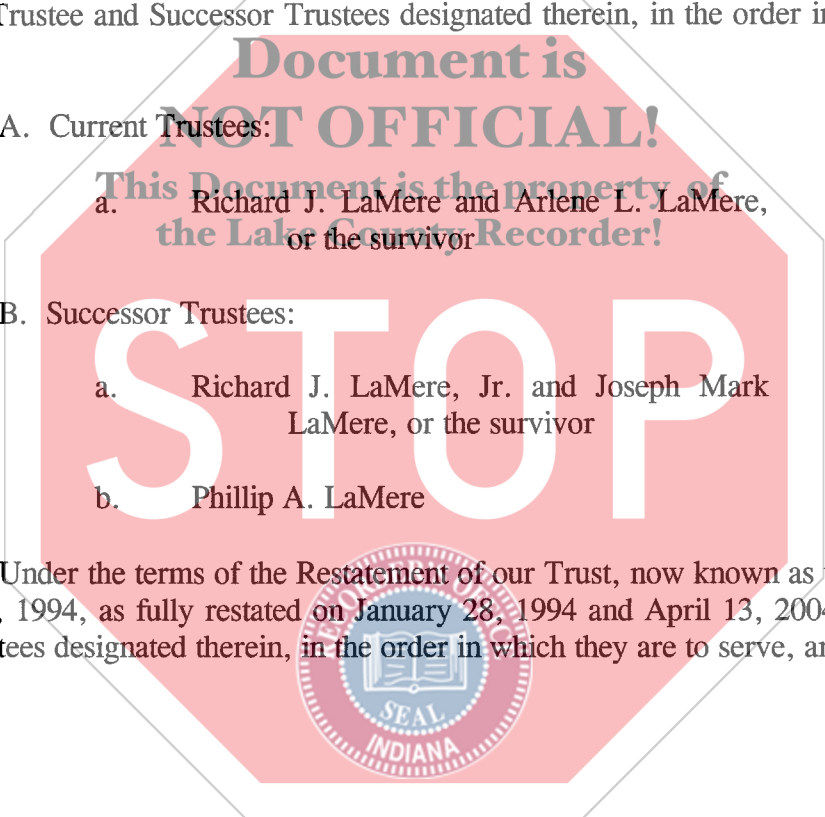 Trustee and Successor Trustees designated therein, in the order in
Document is
NOT OFFICIAL!
A. Current Trustees:
This Document is the property of
a. Richard J. LaMere and Arlene L. LaMere,
the Lake County Recorder!
or the survivor
B. Successor Trustees:
STOP
a. Richard J. LaMere, Jr. and Joseph Mark
LaMere, or the survivor
b. Phillip A. LaMere
Under the terms of the Restatement of our Trust, now known as
, 1994, as fully restated on January 28, 1994 and April 13, 2004
tees designated therein, in the order in which they are to serve, ar
SEAL
INDIANA